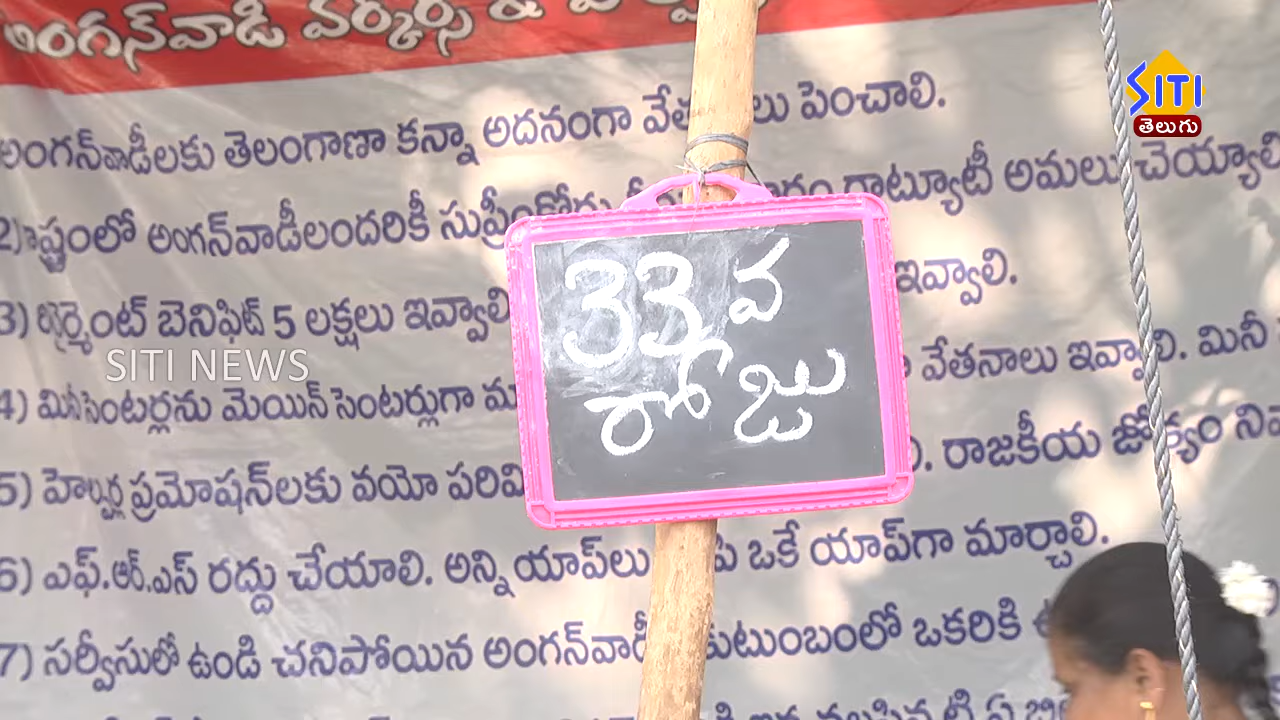 అంగన్‌వాడీ వర్కర్స్ &
అంగన్‌వాడీలకు తెలంగాణా కన్నా అదనంగా పెంచాలి.
2) అంగన్‌వాడీలందరికీ గ్రాట్యూటీ అమలు చెయ్యాలి
3) బెనిఫిట్ 5 లక్షలు ఇవ్వాలి ఇవ్వాలి.
4) మినీసెంటర్లను మెయిన్ సెంటర్లుగా వేతనాలు ఇవ్వాలి. మినీ
5) హెల్పర్ల ప్రమోషన్‌లకు వయో రాజకీయ జోక్యం
6) ఎఫ్.ఆర్.ఎస్ రద్దు చేయాలి. అన్ని యాప్‌లు ఒకే యాప్‌గా మార్చాలి.
7) సర్వీసులో ఉండి చనిపోయిన అంగన్‌వాడీ కుటుంబంలో ఒకరికి
33వ
రోజు
SITI
తెలుగు
SITI NEWS